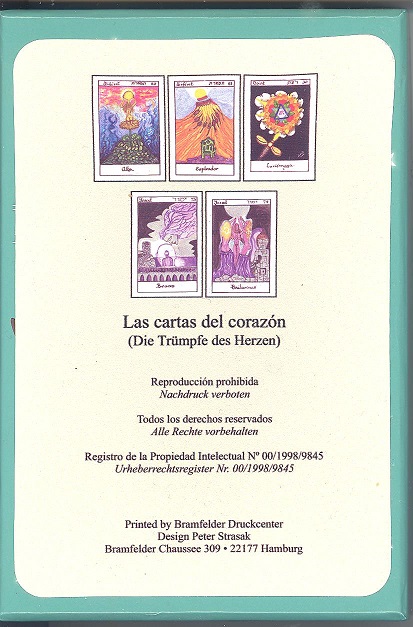 Alba
Esplendor
Las cartas del corazón
(Die Trümpfe des Herzen)
Reproducción prohibida
Nachdruck verboten
Todos los derechos reservados
Alle Rechte vorbehalten
Registro de la Propiedad Intelectual Nº 00/1998/9845
Urheberrechtsregister Nr. 00/1998/9845
Printed by Bramfelder Druckcenter
Design Peter Strasak
Bramfelder Chaussee 309 • 22177 Hamburg